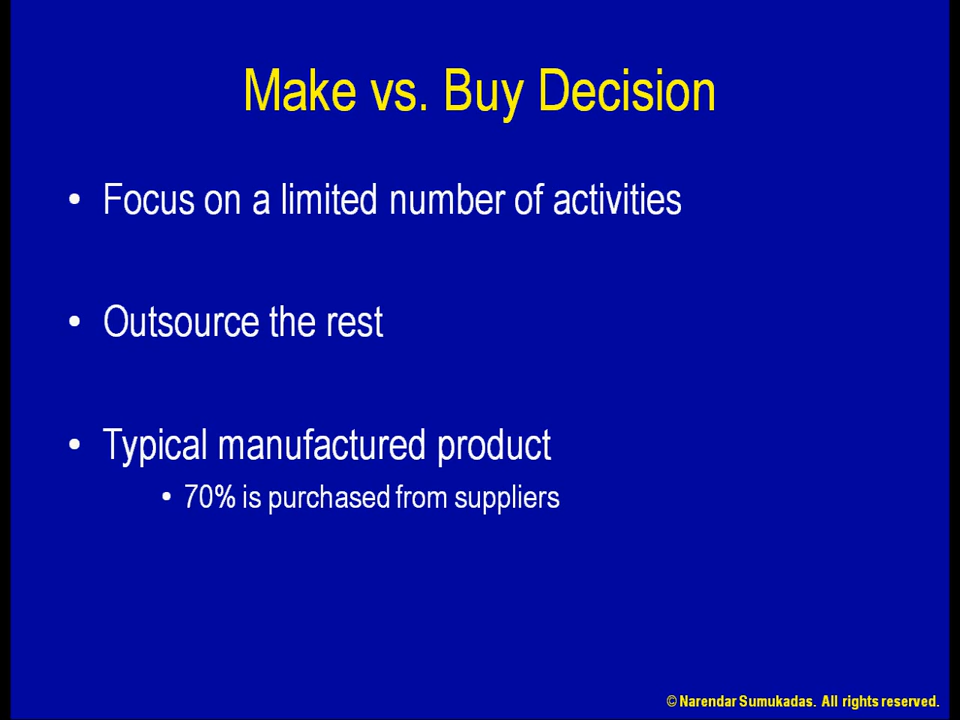 Make vs. Buy Decision
• Focus on a limited number of activities
• Outsource the rest
• Typical manufactured product
• 70% is purchased from suppliers
© Narendar Sumukadas. All rights reserved.